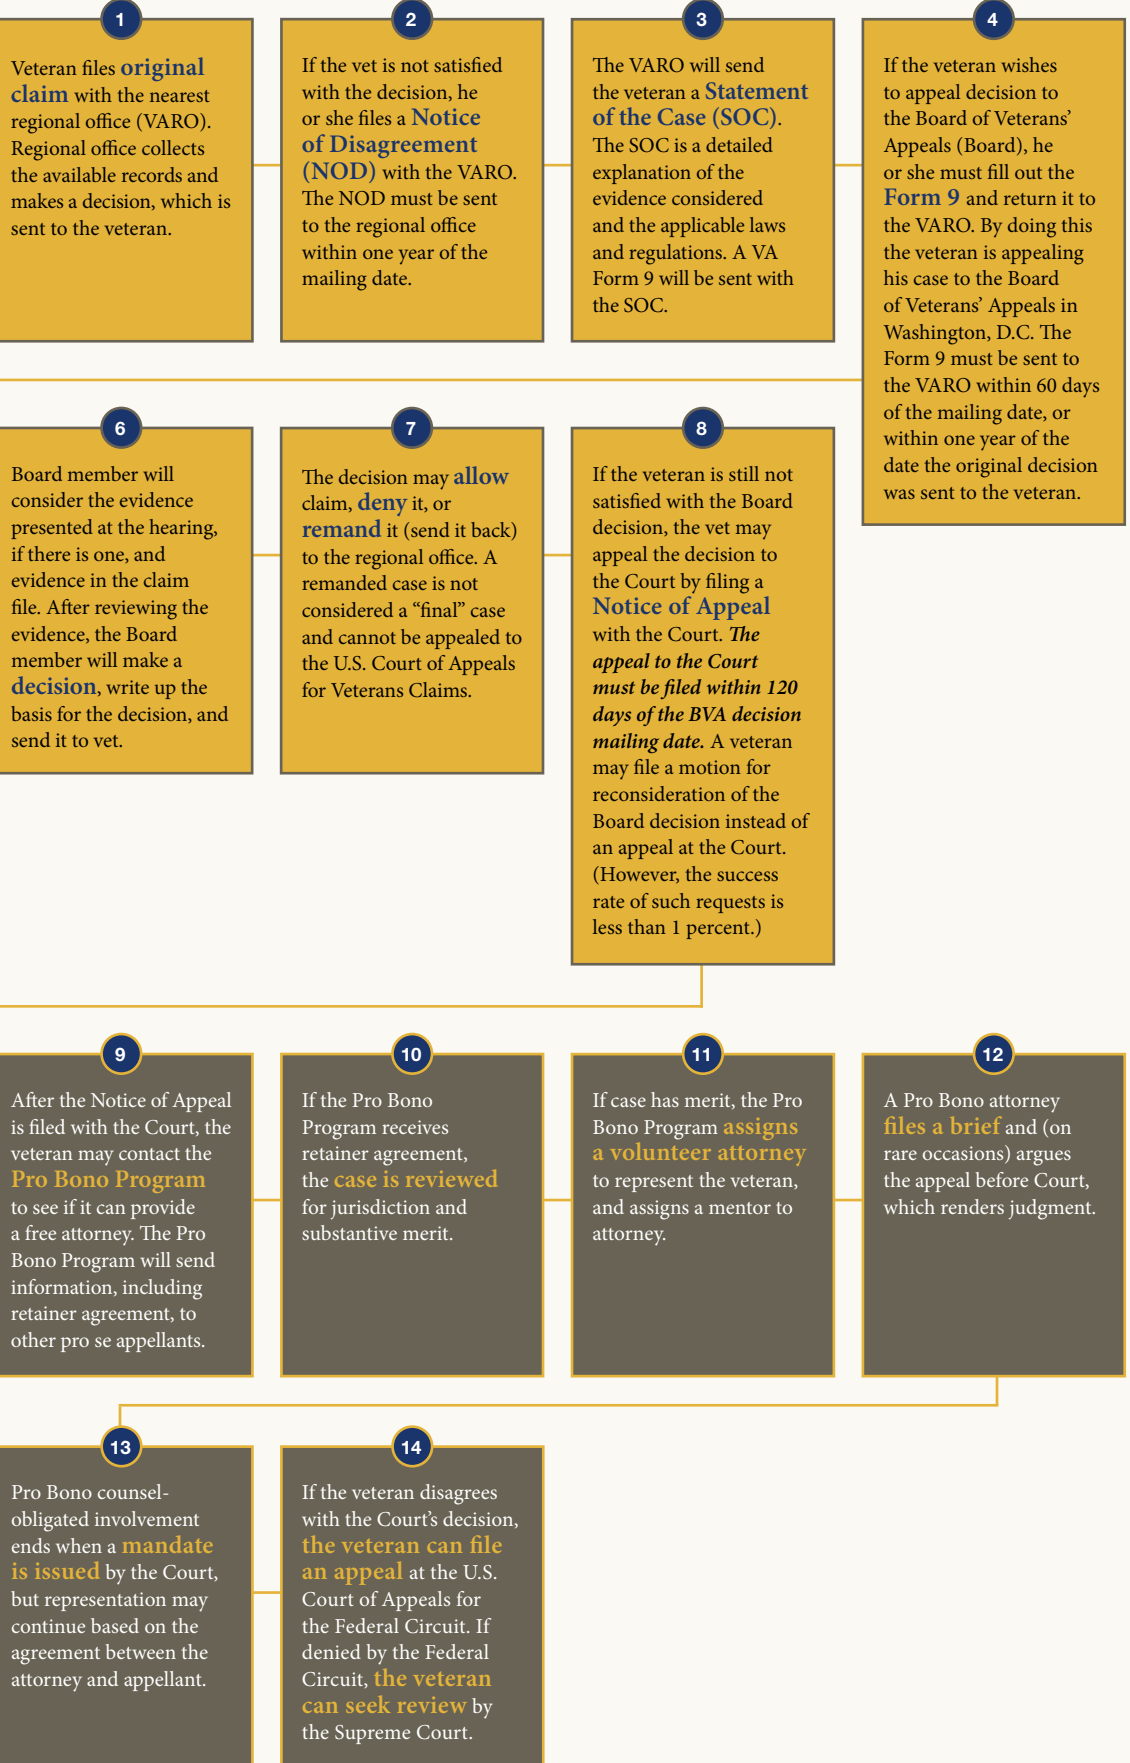 1
Veteran files original
claim with the nearest
regional office (VARO).
Regional office collects
the available records and
makes a decision, which is
sent to the veteran.
2
If the vet is not satisfied
with the decision, he
or she files a Notice
of Disagreement
(NOD) with the VARO.
The NOD must be sent
to the regional office
within one year of the
mailing date.
3
The VARO will send
the veteran a Statement
of the Case (SOC).
The SOC is a detailed
explanation of the
evidence considered
and the applicable laws
and regulations. A VA
Form 9 will be sent with
the SOC.
4
If the veteran wishes
to appeal decision to
the Board of Veterans’
Appeals (Board), he
or she must fill out the
Form 9 and return it to
the VARO. By doing this
the veteran is appealing
his case to the Board
of Veterans’ Appeals in
Washington, D.C. The
Form 9 must be sent to
the VARO within 60 days
of the mailing date, or
within one year of the
date the original decision
was sent to the veteran.
6
Board member will
consider the evidence
presented at the hearing,
if there is one, and
evidence in the claim
file. After reviewing the
evidence, the Board
member will make a
decision, write up the
basis for the decision, and
send it to vet.
7
The decision may allow
claim, deny it, or
remand it (send it back)
to the regional office. A
remanded case is not
considered a “final” case
and cannot be appealed to
the U.S. Court of Appeals
for Veterans Claims.
8
If the veteran is still not
satisfied with the Board
decision, the vet may
appeal the decision to
the Court by filing a
Notice of Appeal
with the Court. The
appeal to the Court
must be filed within 120
days of the BVA decision
mailing date. A veteran
may file a motion for
reconsideration of the
Board decision instead of
an appeal at the Court.
(However, the success
rate of such requests is
less than 1 percent.)
9
After the Notice of Appeal
is filed with the Court, the
veteran may contact the
Pro Bono Program
to see if it can provide
a free attorney. The Pro
Bono Program will send
information, including
retainer agreement, to
other pro se appellants.
10
If the Pro Bono
Program receives
retainer agreement,
the case is reviewed
for jurisdiction and
substantive merit.
11
If case has merit, the Pro
Bono Program assigns
a volunteer attorney
to represent the veteran,
and assigns a mentor to
attorney.
12
A Pro Bono attorney
files a brief and (on
rare occasions) argues
the appeal before Court,
which renders judgment.
13
Pro Bono counsel-
obligated involvement
ends when a mandate
is issued by the Court,
but representation may
continue based on the
agreement between the
attorney and appellant.
14
If the veteran disagrees
with the Court’s decision,
the veteran can file
an appeal at the U.S.
Court of Appeals for
the Federal Circuit. If
denied by the Federal
Circuit, the veteran
can seek review by
the Supreme Court.